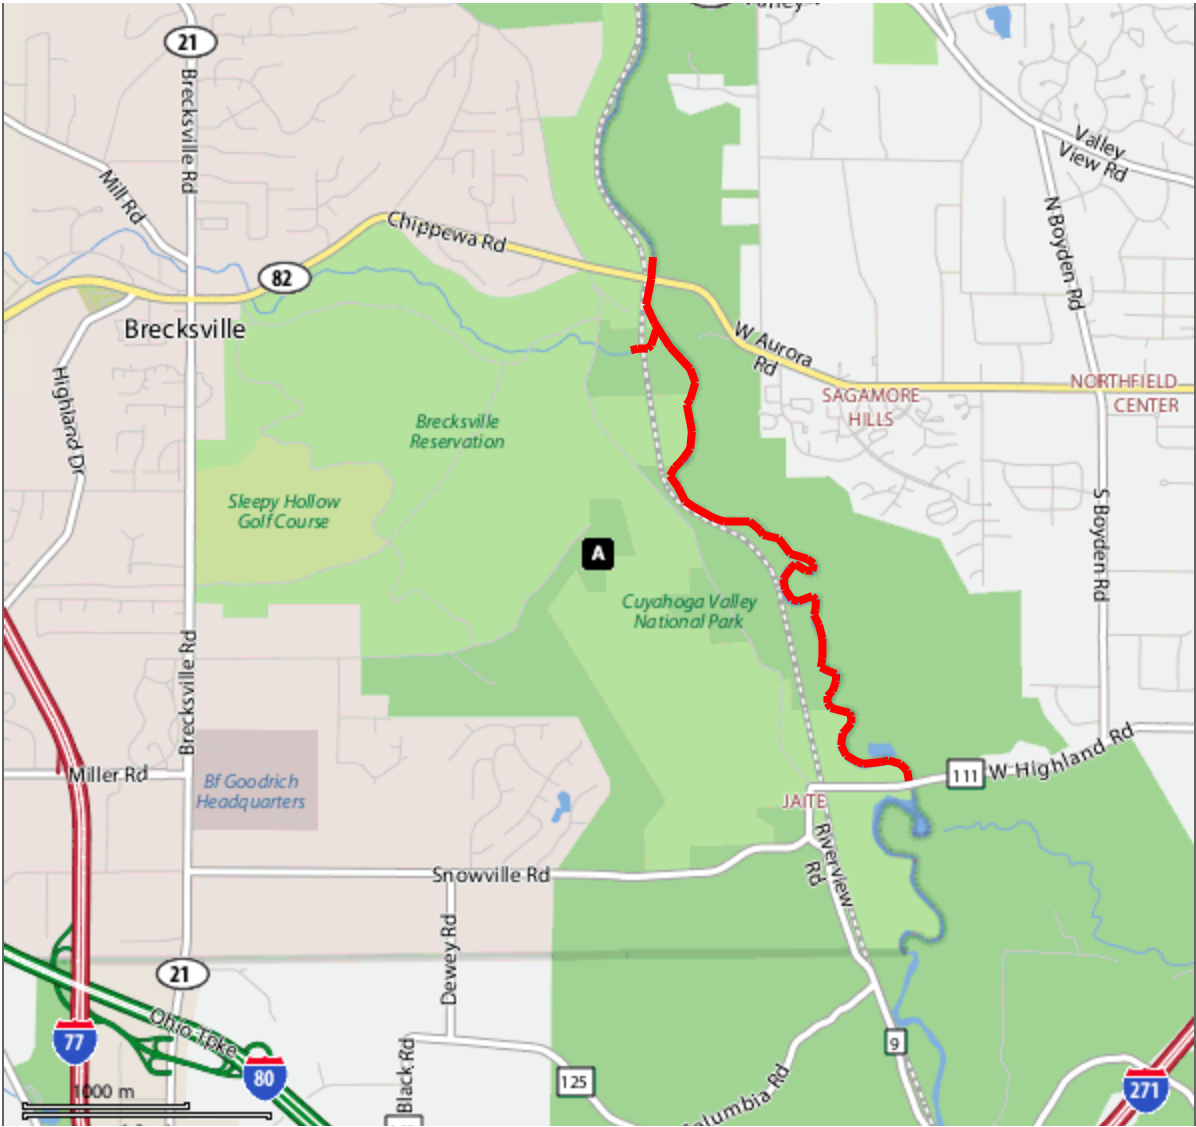 21
Brecksville Rd
Valley
View Rd
Mill Rd
N Boyden Rd
Chippewa Rd
82
Brecksville
W Aurora
Rd
Highland Dr
NORTHFIELD
CENTER
SAGAMORE
HILLS
Brecksville
Reservation
Sleepy Hollow
Golf Course
S Boyden Rd
A
Cuyahoga Valley
National Park
Brecksville Rd
Miller Rd
Bf Goodrich
Headquarters
111
W Highland Rd
JAITE
Riverview
Rd
Snowville Rd
Dewey Rd
21
Ohio Tpke
77
80
1000 m
Black Rd
125
9
Columbia Rd
271